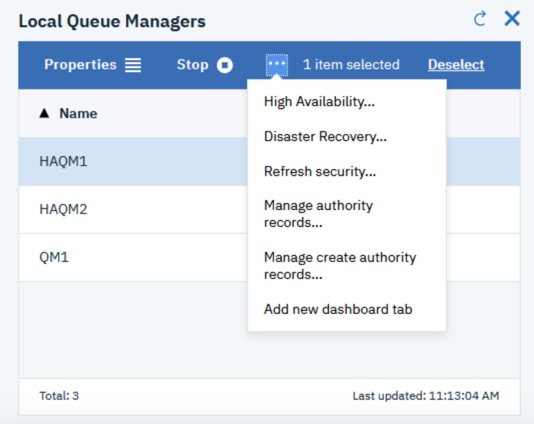 Local Queue Managers
Properties Stop 1 item selected Deselect
Name
High Availability...
Disaster Recovery...
HAQM1
Refresh security...
HAQM2
Manage authority
records...
QM1
Manage create authority
records...
Add new dashboard tab
Total: 3 Last updated: 11:13:04 AM